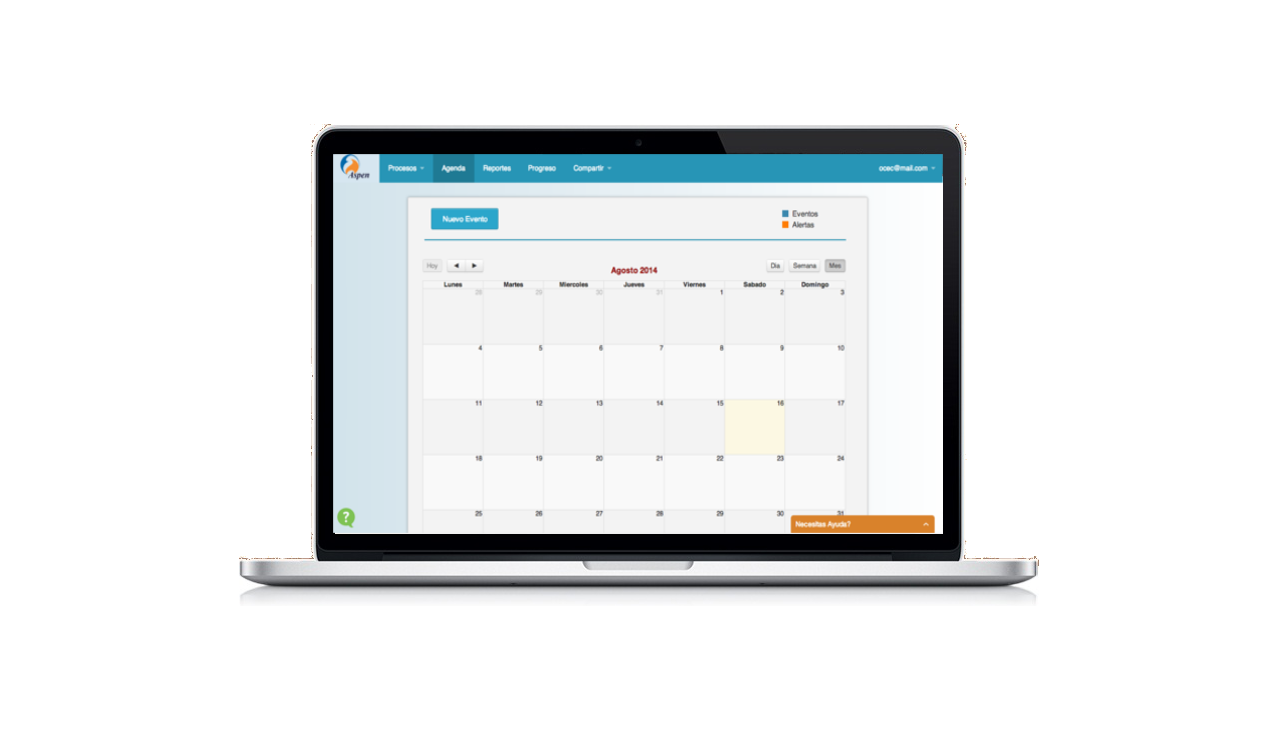 Aspen
Procesos Agenda Reportes Progreso Compartir ocec@mail.com
Nuevo Evento
Eventos
Alertas
Hoy Agosto 2014 Dia Semana Mes
Lunes Martes Miercoles Jueves Viernes Sabado Domingo
28 29 30 31 1 2 3
4 5 6 7 8 9 10
11 12 13 14 15 16 17
18 19 20 21 22 23 24
25 26 27 28 29 30 31
? Necesitas Ayuda?